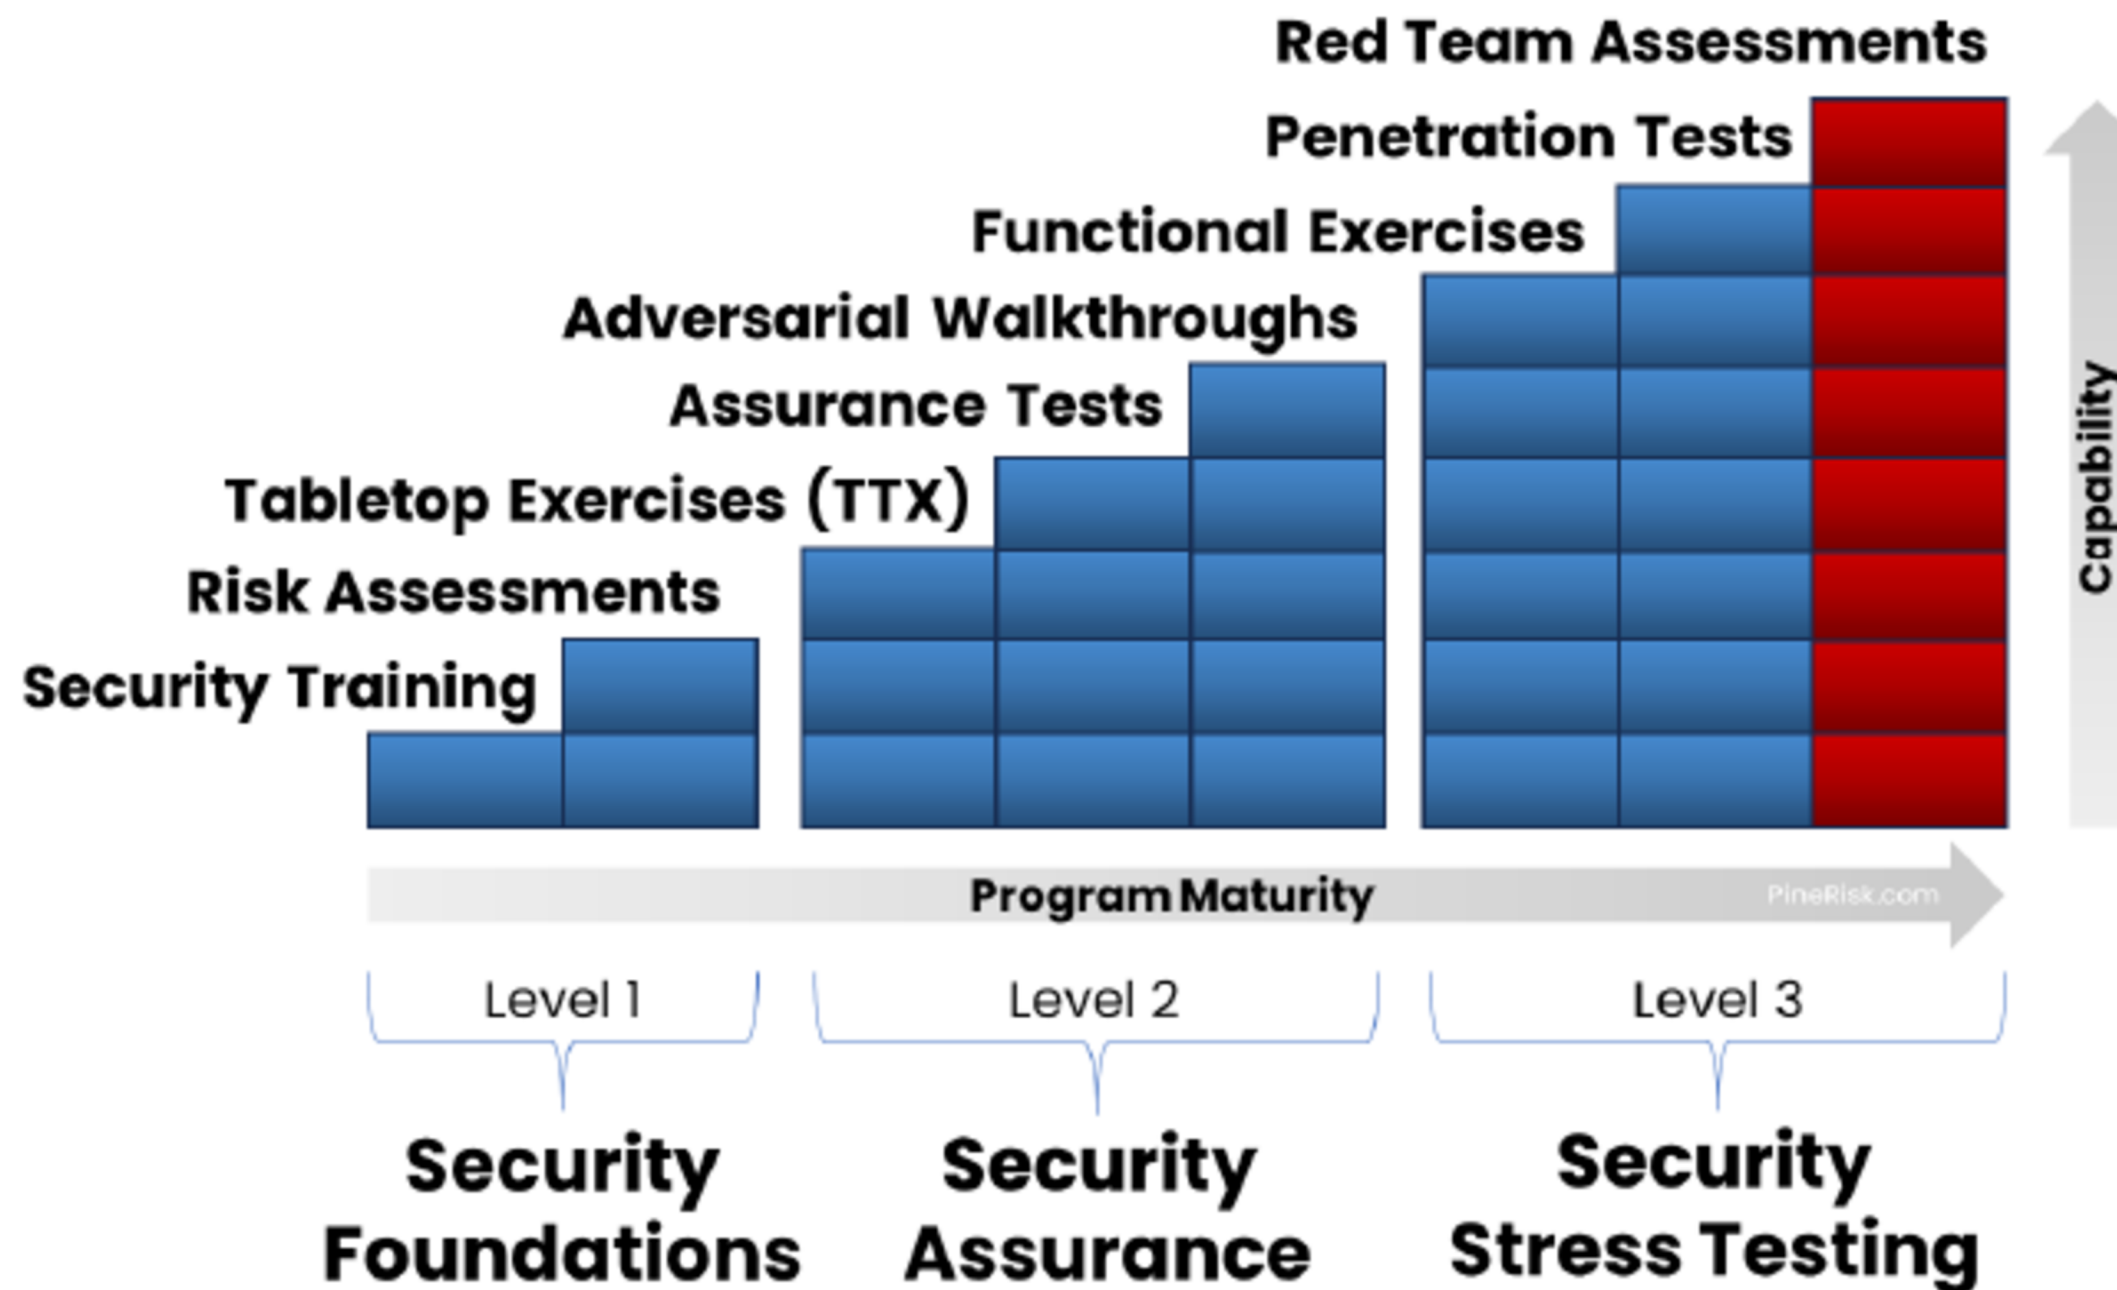 Red Team Assessments
Penetration Tests
Functional Exercises
Adversarial Walkthroughs
Assurance Tests
Tabletop Exercises (TTX)
Risk Assessments
Security Training
Capability
Program Maturity
PineRisk.com
Level 1
Level 2
Level 3
Security
Foundations
Security
Assurance
Security
Stress Testing